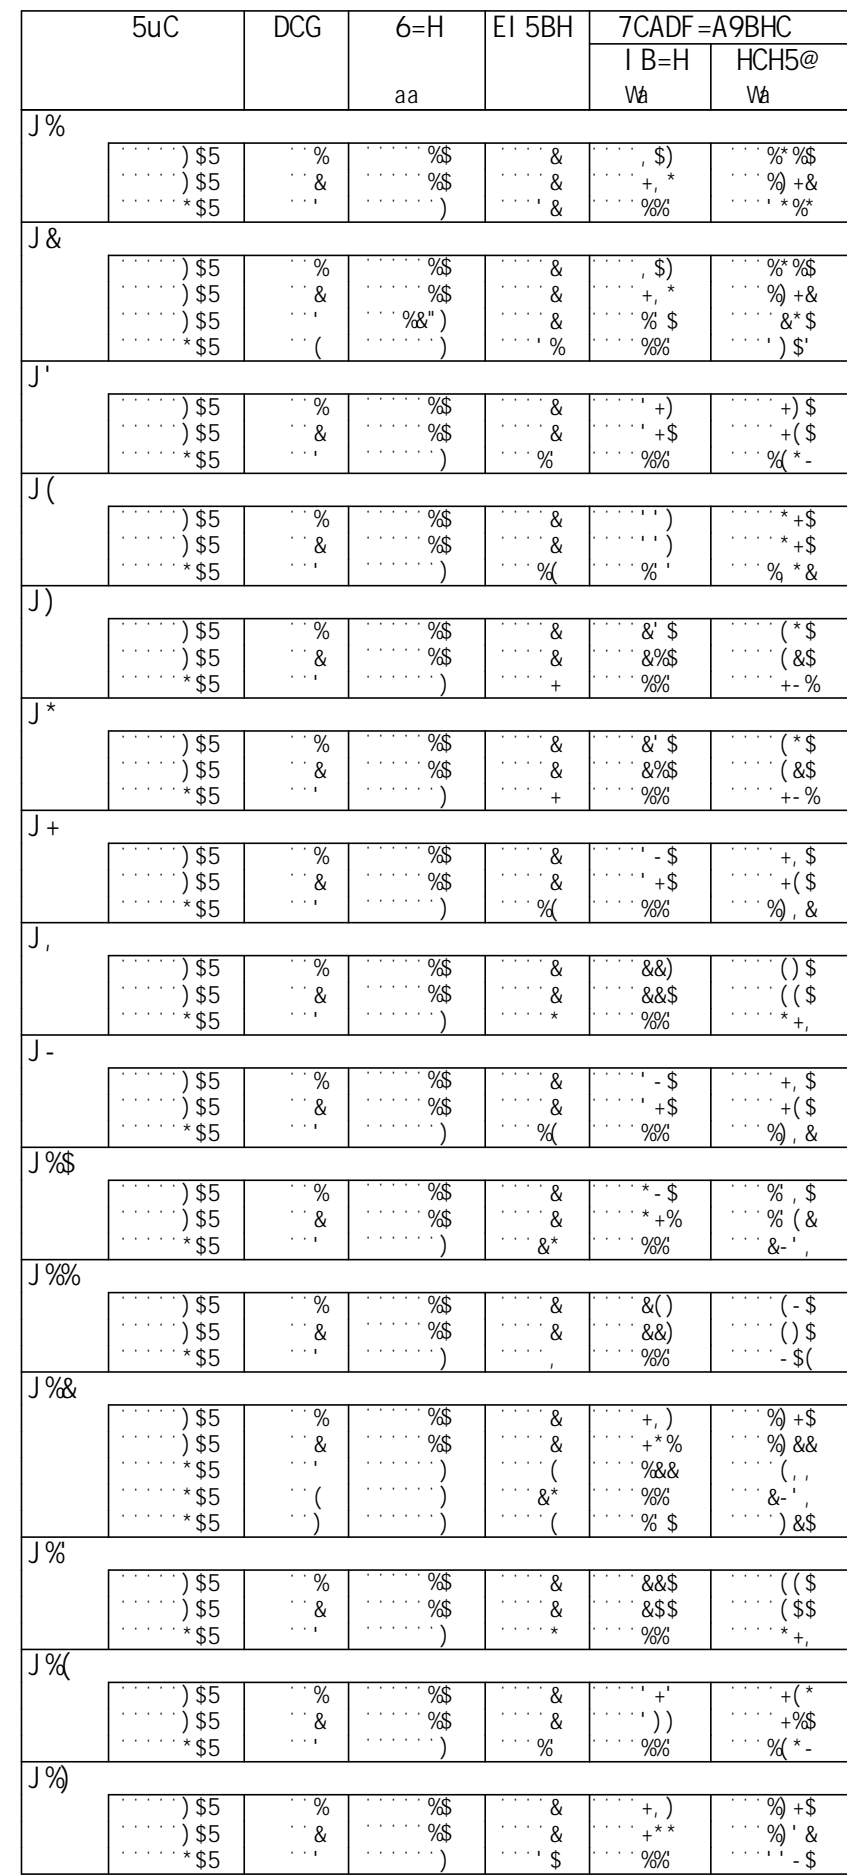 5uC DCG 6=H EI 5BH 7CADF=A9BHC
I B=H HCH5@
aa Wa Wa
J%
)$5 % %$ & ,$) %*%$
)$5 & %$ & +,* %)+&
*$5 ' ) '& %%' '*%*
J&
)$5 % %$ & ,$) %*%$
)$5 & %$ & +,* %)+&
)$5 ' %&") & %'$ &*$
*$5 ( ) '% %%' ')$'
J'
)$5 % %$ & '+) +)$
)$5 & %$ & '+$ +($
*$5 ' ) %' %%' %(*-
J(
)$5 % %$ & '') *+$
)$5 & %$ & '') *+$
*$5 ' ) %( %'' %,*&
J)
)$5 % %$ & &'$ (*$
)$5 & %$ & &%$ (&$
*$5 ' ) + %%' +-%
J*
)$5 % %$ & &'$ (*$
)$5 & %$ & &%$ (&$
*$5 ' ) + %%' +-%
J+
)$5 % %$ & '-$ +,$
)$5 & %$ & '+$ +($
*$5 ' ) %( %%' %),&
J,
)$5 % %$ & &&) ()$
)$5 & %$ & &&$ (($
*$5 ' ) * %%' *+,
J-
)$5 % %$ & '-$ +,$
)$5 & %$ & '+$ +($
*$5 ' ) %( %%' %),&
J%$
)$5 % %$ & *-$ %',$
)$5 & %$ & *+% %'(&
*$5 ' ) &* %%' &-',
J%%
)$5 % %$ & &() (-$
)$5 & %$ & &&) ()$
*$5 ' ) , %%' -$(
J%&
)$5 % %$ & +,) %)+$
)$5 & %$ & +*% %)&&
*$5 ' ) ( %&& (,,
*$5 ( ) &* %%' &-',
*$5 ) ) ( %'$ )&$
J%'
)$5 % %$ & &&$ (($
)$5 & %$ & &$$ ($$
*$5 ' ) * %%' *+,
J%(
)$5 % %$ & '+' +(*
)$5 & %$ & ')) +%$
*$5 ' ) %' %%' %(*-
J%)
)$5 % %$ & +,) %)+$
)$5 & %$ & +** %)'&
*$5 ' ) '$ %%' ''-$